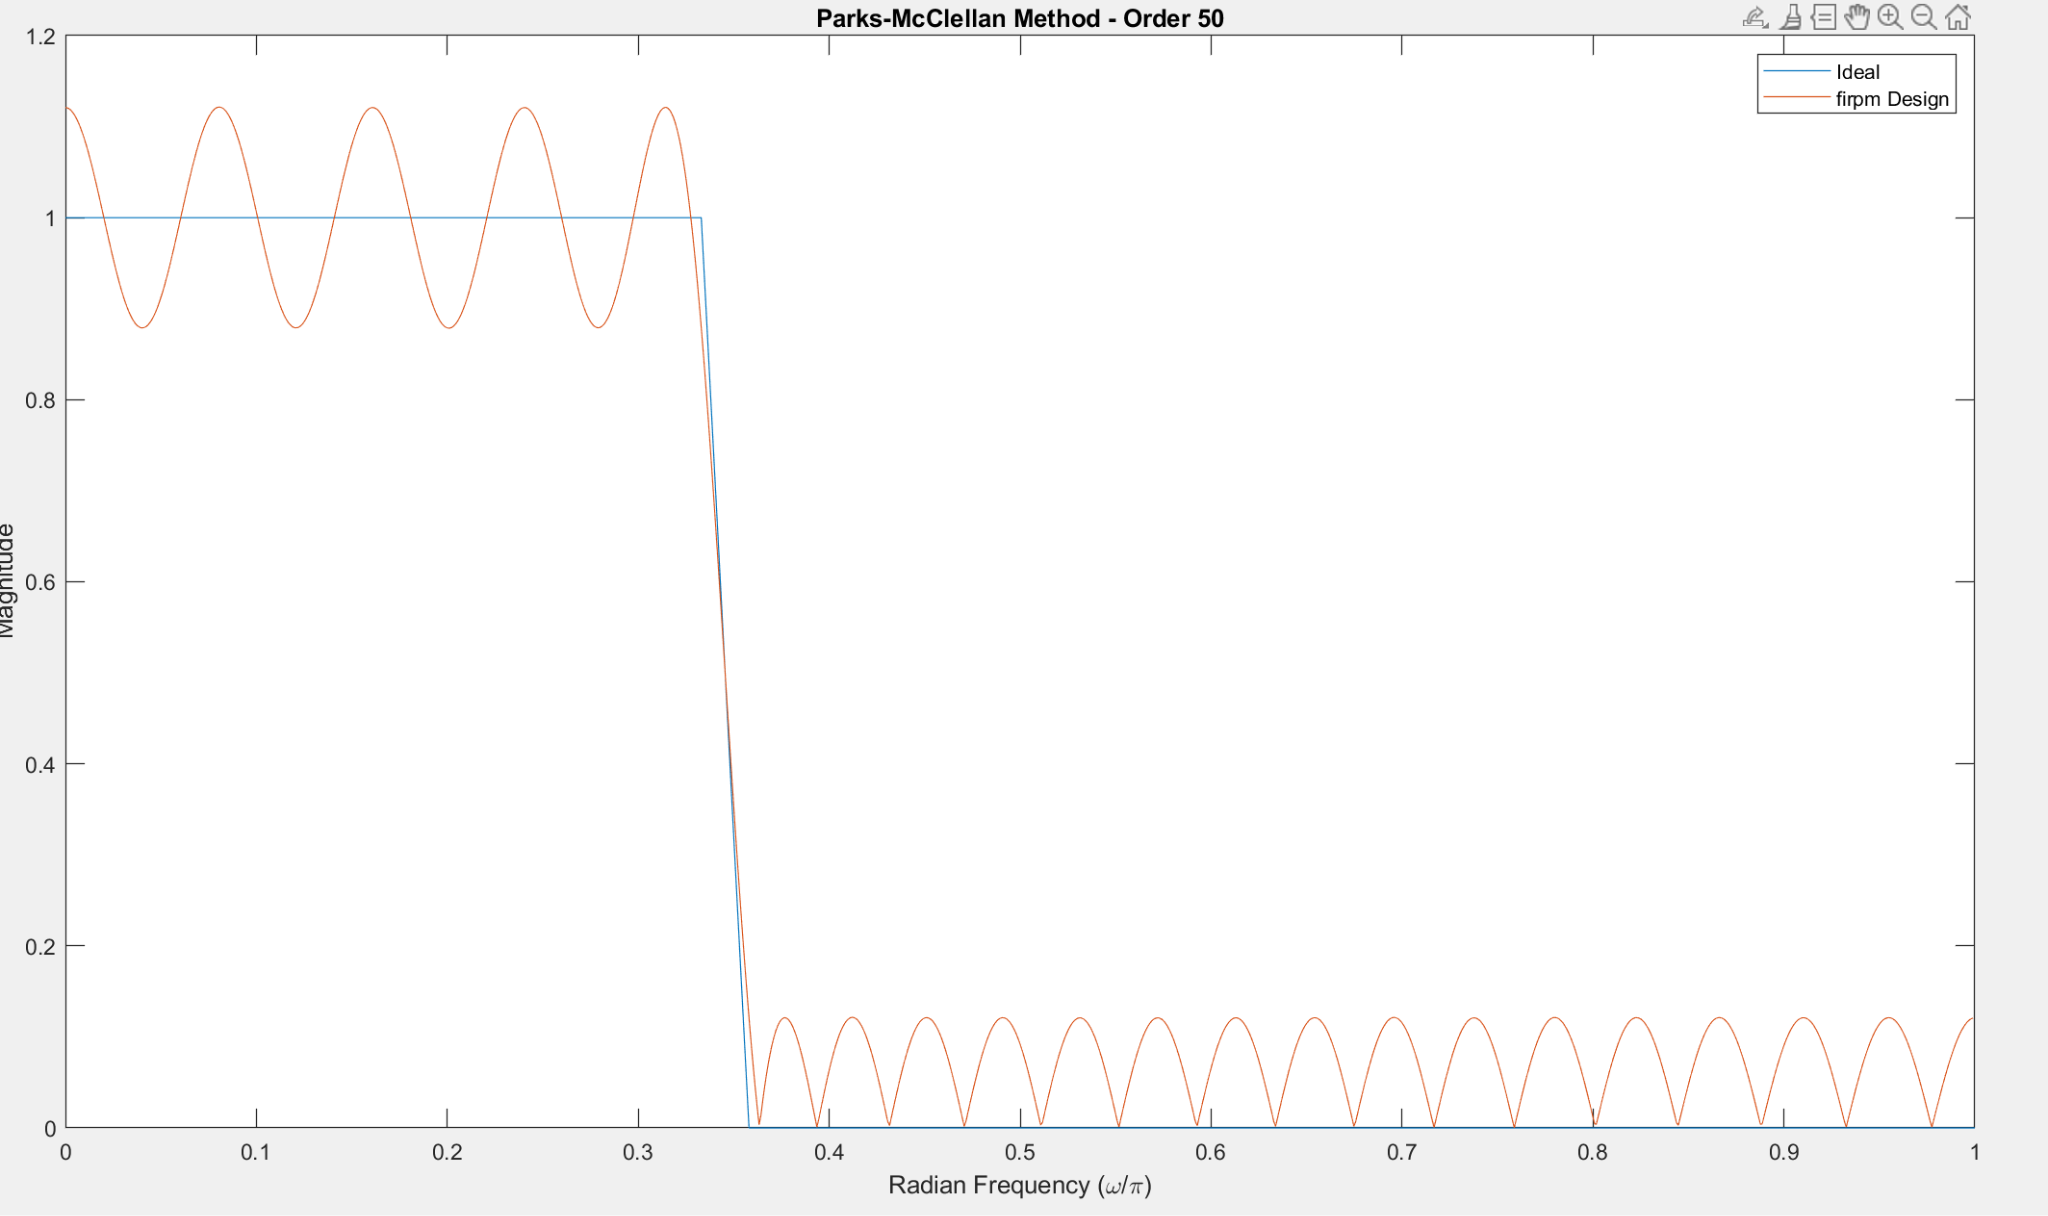 Parks-McClellan Method - Order 50
Ideal
firpm Design
1.2
1
0.8
0.6
0.4
0.2
0
Magnitude
0 0.1 0.2 0.3 0.4 0.5 0.6 0.7 0.8 0.9 1
Radian Frequency (ω/π)